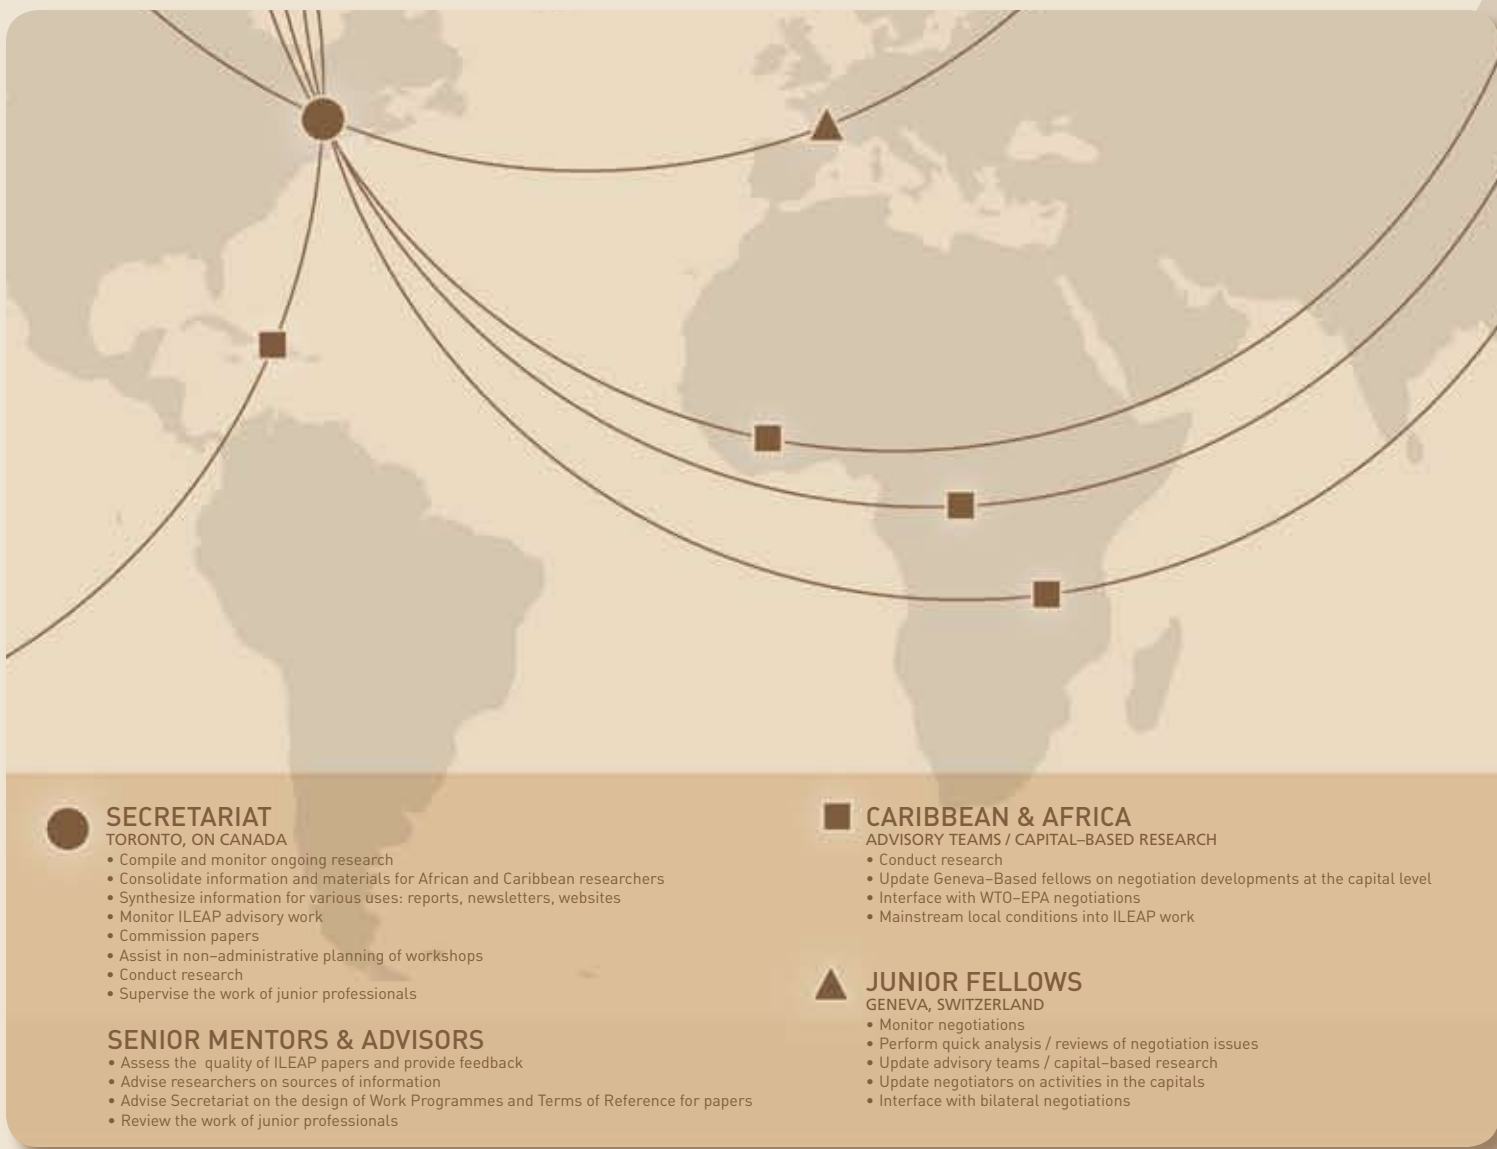 SECRETARIAT
TORONTO, ON CANADA
• Compile and monitor ongoing research
• Consolidate information and materials for African and Caribbean researchers
• Synthesize information for various uses: reports, newsletters, websites
• Monitor ILEAP advisory work
• Commission papers
• Assist in non–administrative planning of workshops
• Conduct research
• Supervise the work of junior professionals
SENIOR MENTORS & ADVISORS
• Assess the  quality of ILEAP papers and provide feedback
• Advise researchers on sources of information
• Advise Secretariat on the design of Work Programmes and Terms of Reference for papers
• Review the work of junior professionals
CARIBBEAN & AFRICA
ADVISORY TEAMS / CAPITAL–BASED RESEARCH
• Conduct research
• Update Geneva–Based fellows on negotiation developments at the capital level
• Interface with WTO–EPA negotiations
• Mainstream local conditions into ILEAP work
JUNIOR FELLOWS
GENEVA, SWITZERLAND
• Monitor negotiations
• Perform quick analysis / reviews of negotiation issues
• Update advisory teams / capital–based research
• Update negotiators on activities in the capitals
• Interface with bilateral negotiations